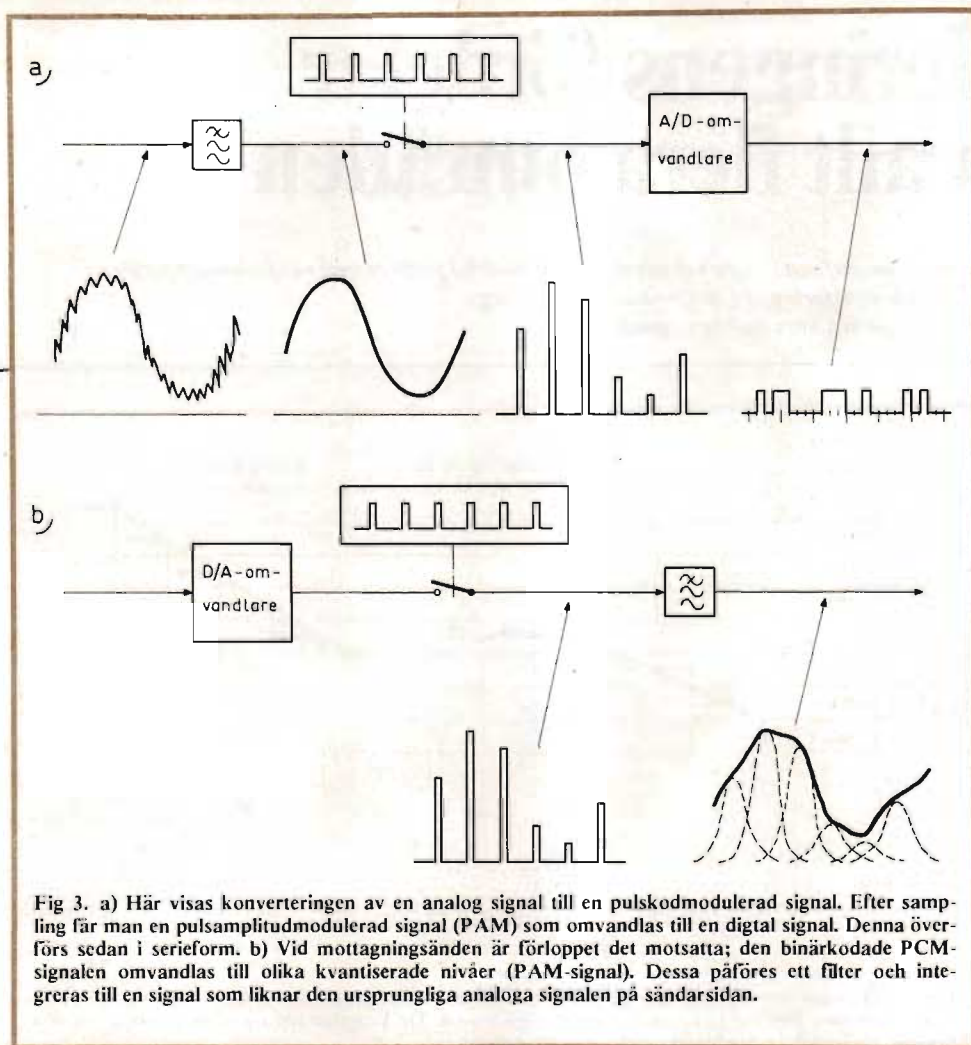 a)
A/D-om-
vandlare
b)
D/A-om-
vandlare
Fig 3. a) Här visas konverteringen av en analog signal till en pulskodmodulerad signal. Efter samp-
ling får man en pulsamplitudmodulerad signal (PAM) som omvandlas till en digtal signal. Denna över-
förs sedan i serieform. b) Vid mottagningsänden är förloppet det motsatta; den binärkodade PCM-
signalen omvandlas till olika kvantiserade nivåer (PAM-signal). Dessa påföres ett filter och inte-
greras till en signal som liknar den ursprungliga analoga signalen på sändarsidan.